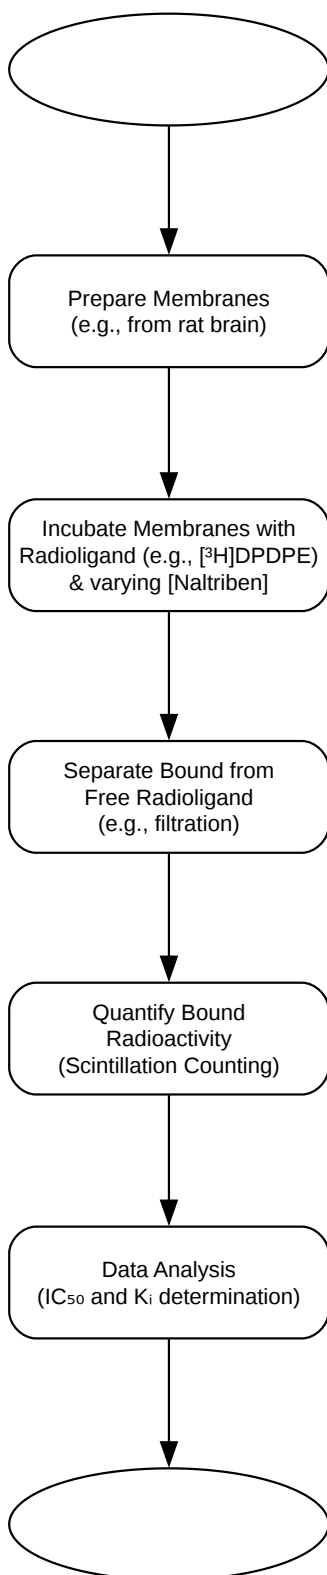 Prepare Membranes
(e.g., from rat brain)
Incubate Membranes with
Radioligand (e.g., [³H]DPDPE)
& varying [Naltriben]
Separate Bound from
Free Radioligand
(e.g., filtration)
Quantify Bound
Radioactivity
(Scintillation Counting)
Data Analysis
(IC₅₀ and Kᵢ determination)